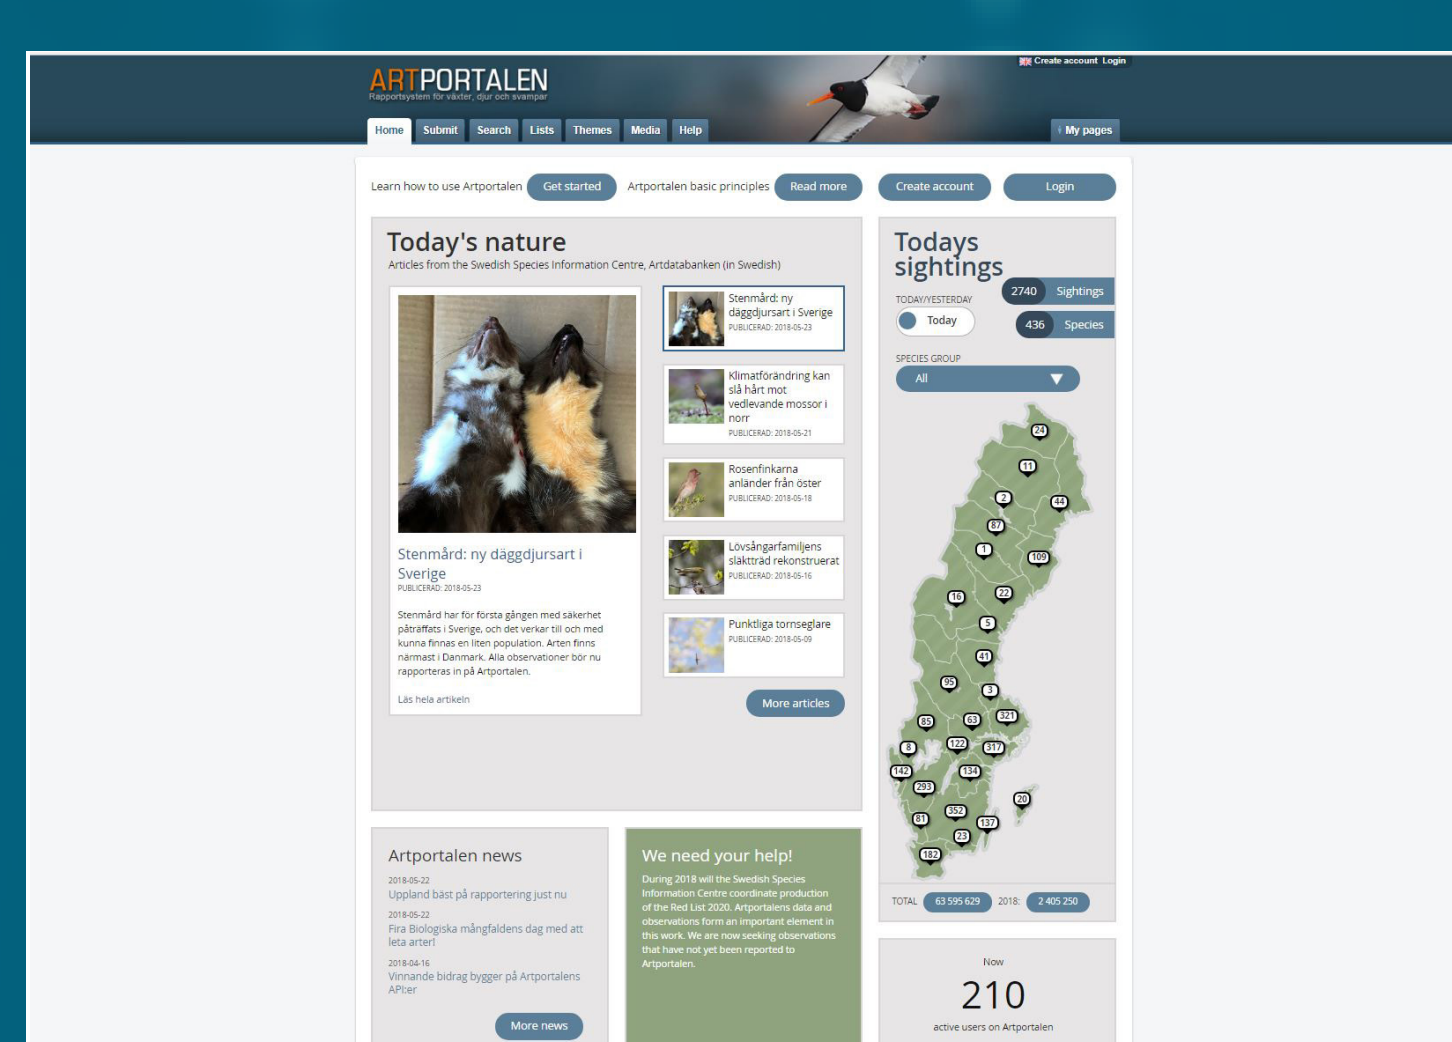 Create account Login
ARTPORTALEN
Rapportsystem för växter, djur och svampar
Home Submit Search Lists Themes Media Help My pages
Learn how to use Artportalen Get started Artportalen basic principles Read more Create account Login
Today's nature
Articles from the Swedish Species Information Centre, Artdatabanken (in Swedish)
Stenmård: ny däggdjursart i
Sverige
PUBLICERAD: 2018-05-23
Stenmård har för första gången med säkerhet
påträffats i Sverige, och det verkar till och med
kunna finnas en liten population. Arten finns
närmast i Danmark. Alla observationer bör nu
rapporteras in på Artportalen.
Läs hela artikeln
Stenmård: ny
däggdjursart i Sverige
PUBLICERAD: 2018-05-23
Klimatförändring kan
slå hårt mot
vedlevande mossor i
norr
PUBLICERAD: 2018-05-21
Rosenfinkarna
anländer från öster
PUBLICERAD: 2018-05-18
Lövsångarfamiljens
släktträd rekonstruerat
PUBLICERAD: 2018-05-16
Punktliga tornseglare
PUBLICERAD: 2018-05-09
More articles
Todays
sightings
2740 Sightings
TODAY/YESTERDAY
Today
436 Species
SPECIES GROUP
All
24
11
2
44
87
1
109
16
22
5
41
95
3
85
63
321
8
122
317
142
134
293
20
81
352
137
23
182
TOTAL 63 595 629 2018: 2 405 250
Artportalen news
2018-05-22
Uppland bäst på rapportering just nu
2018-05-22
Fira Biologiska mångfaldens dag med att
leta arter!
2018-04-16
Vinnande bidrag bygger på Artportalens
API:er
More news
We need your help!
During 2018 will the Swedish Species
Information Centre coordinate production
of the Red List 2020. Artportalens data and
observations form an important element in
this work. We are now seeking observations
that have not yet been reported to
Artportalen.
Now
210
active users on Artportalen